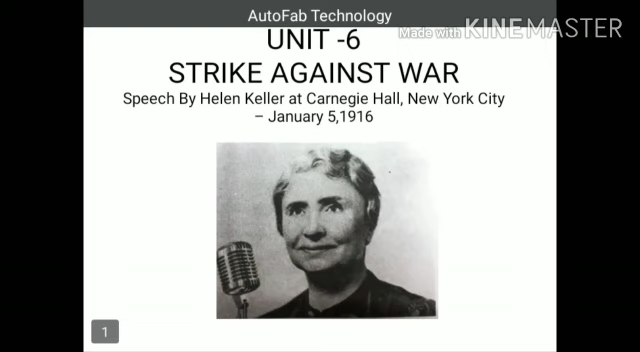 AutoFab Technology
Made with KINEMASTER
UNIT -6
STRIKE AGAINST WAR
Speech By Helen Keller at Carnegie Hall, New York City
– January 5,1916
1